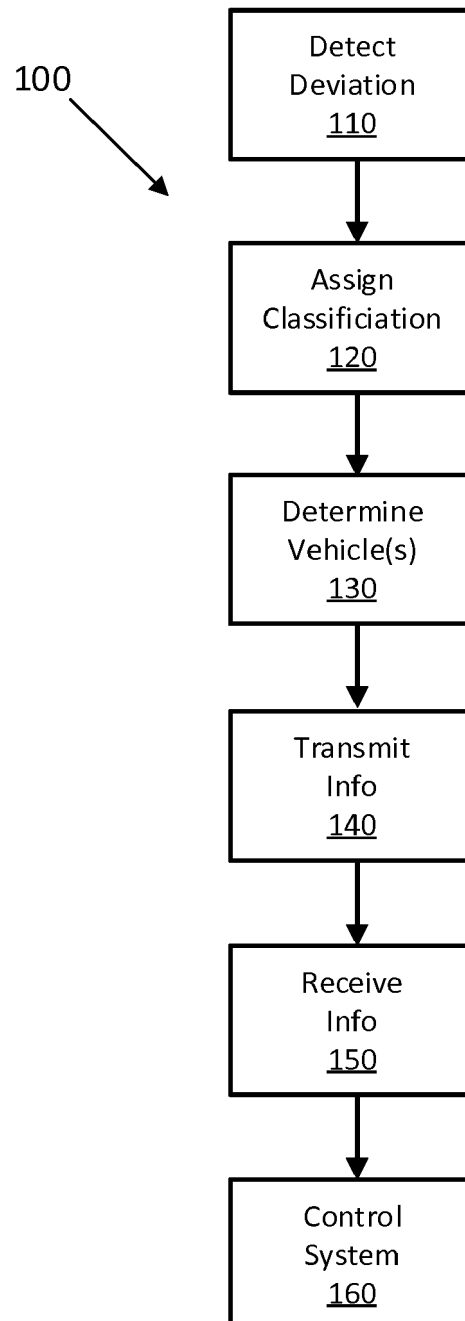 100
Detect
Deviation
110
Assign
Classificiation
120
Determine
Vehicle(s)
130
Transmit
Info
140
Receive
Info
150
Control
System
160